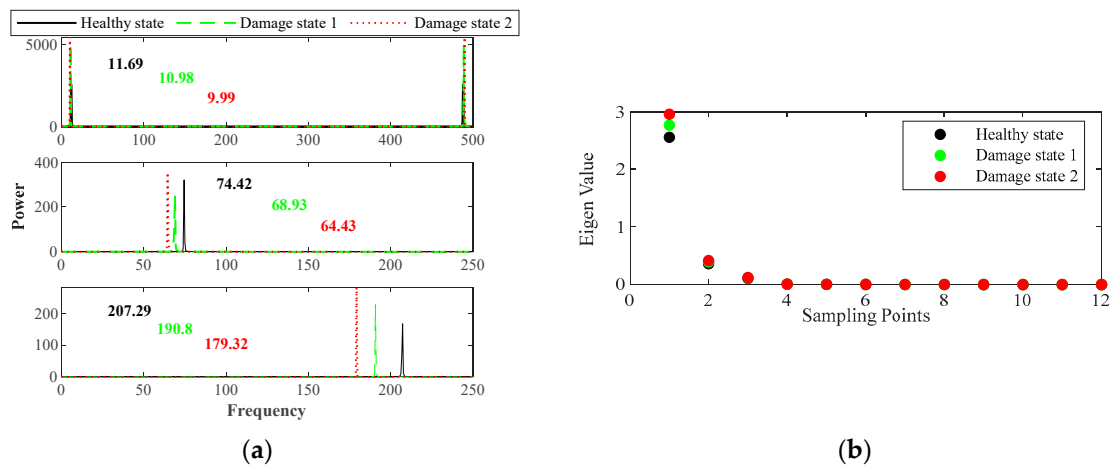 Healthy state Damage state 1 Damage state 2
5000
0
11.69
10.98
9.99
0 100 200 300 400 500
400
200
0
74.42
68.93
64.43
0 50 100 150 200 250
Power
200
100
0
207.29
190.8
179.32
0 50 100 150 200 250
Frequency
(a)
3
2
1
0
Eigen Value
Healthy state
Damage state 1
Damage state 2
0 2 4 6 8 10 12
Sampling Points
(b)